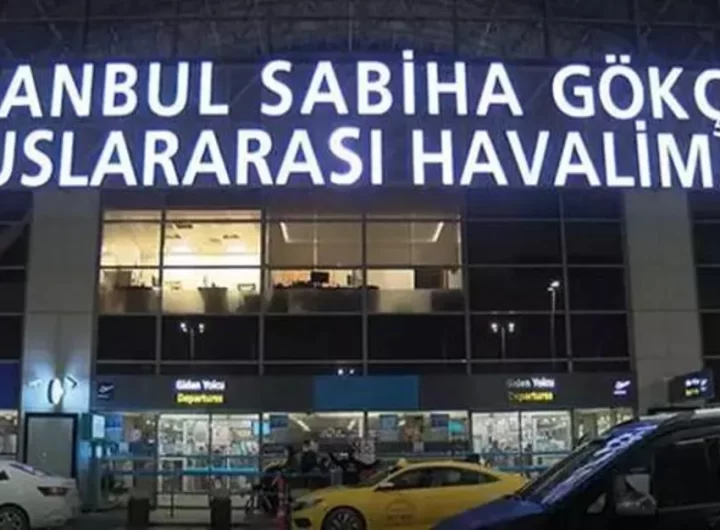 ANBUL SABİHA GÖKÇ
USLARARASI HAVALİM
Giden Yolcu
Departures
Giden Yolcu
Departures